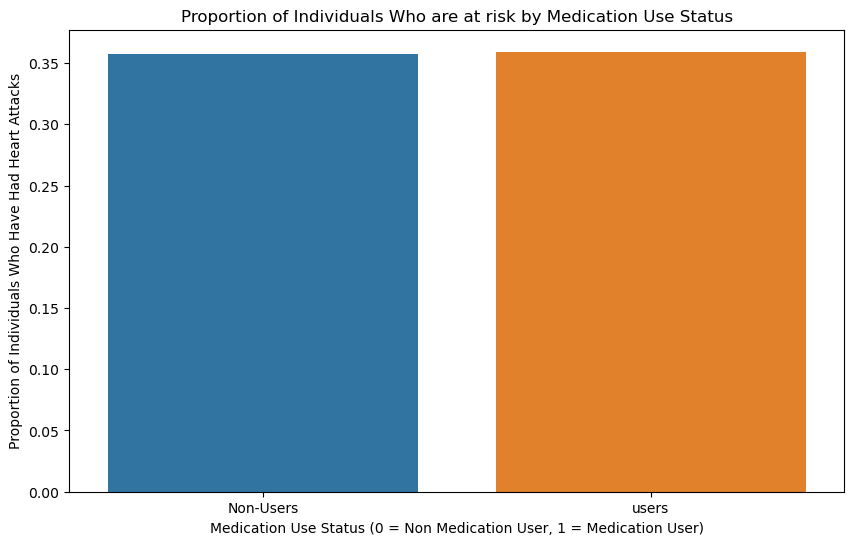 Proportion of Individuals Who are at risk by Medication Use Status
Proportion of Individuals Who Have Had Heart Attacks
0.35
0.30
0.25
0.20
0.15
0.10
0.05
0.00
Non-Users
users
Medication Use Status (0 = Non Medication User, 1 = Medication User)